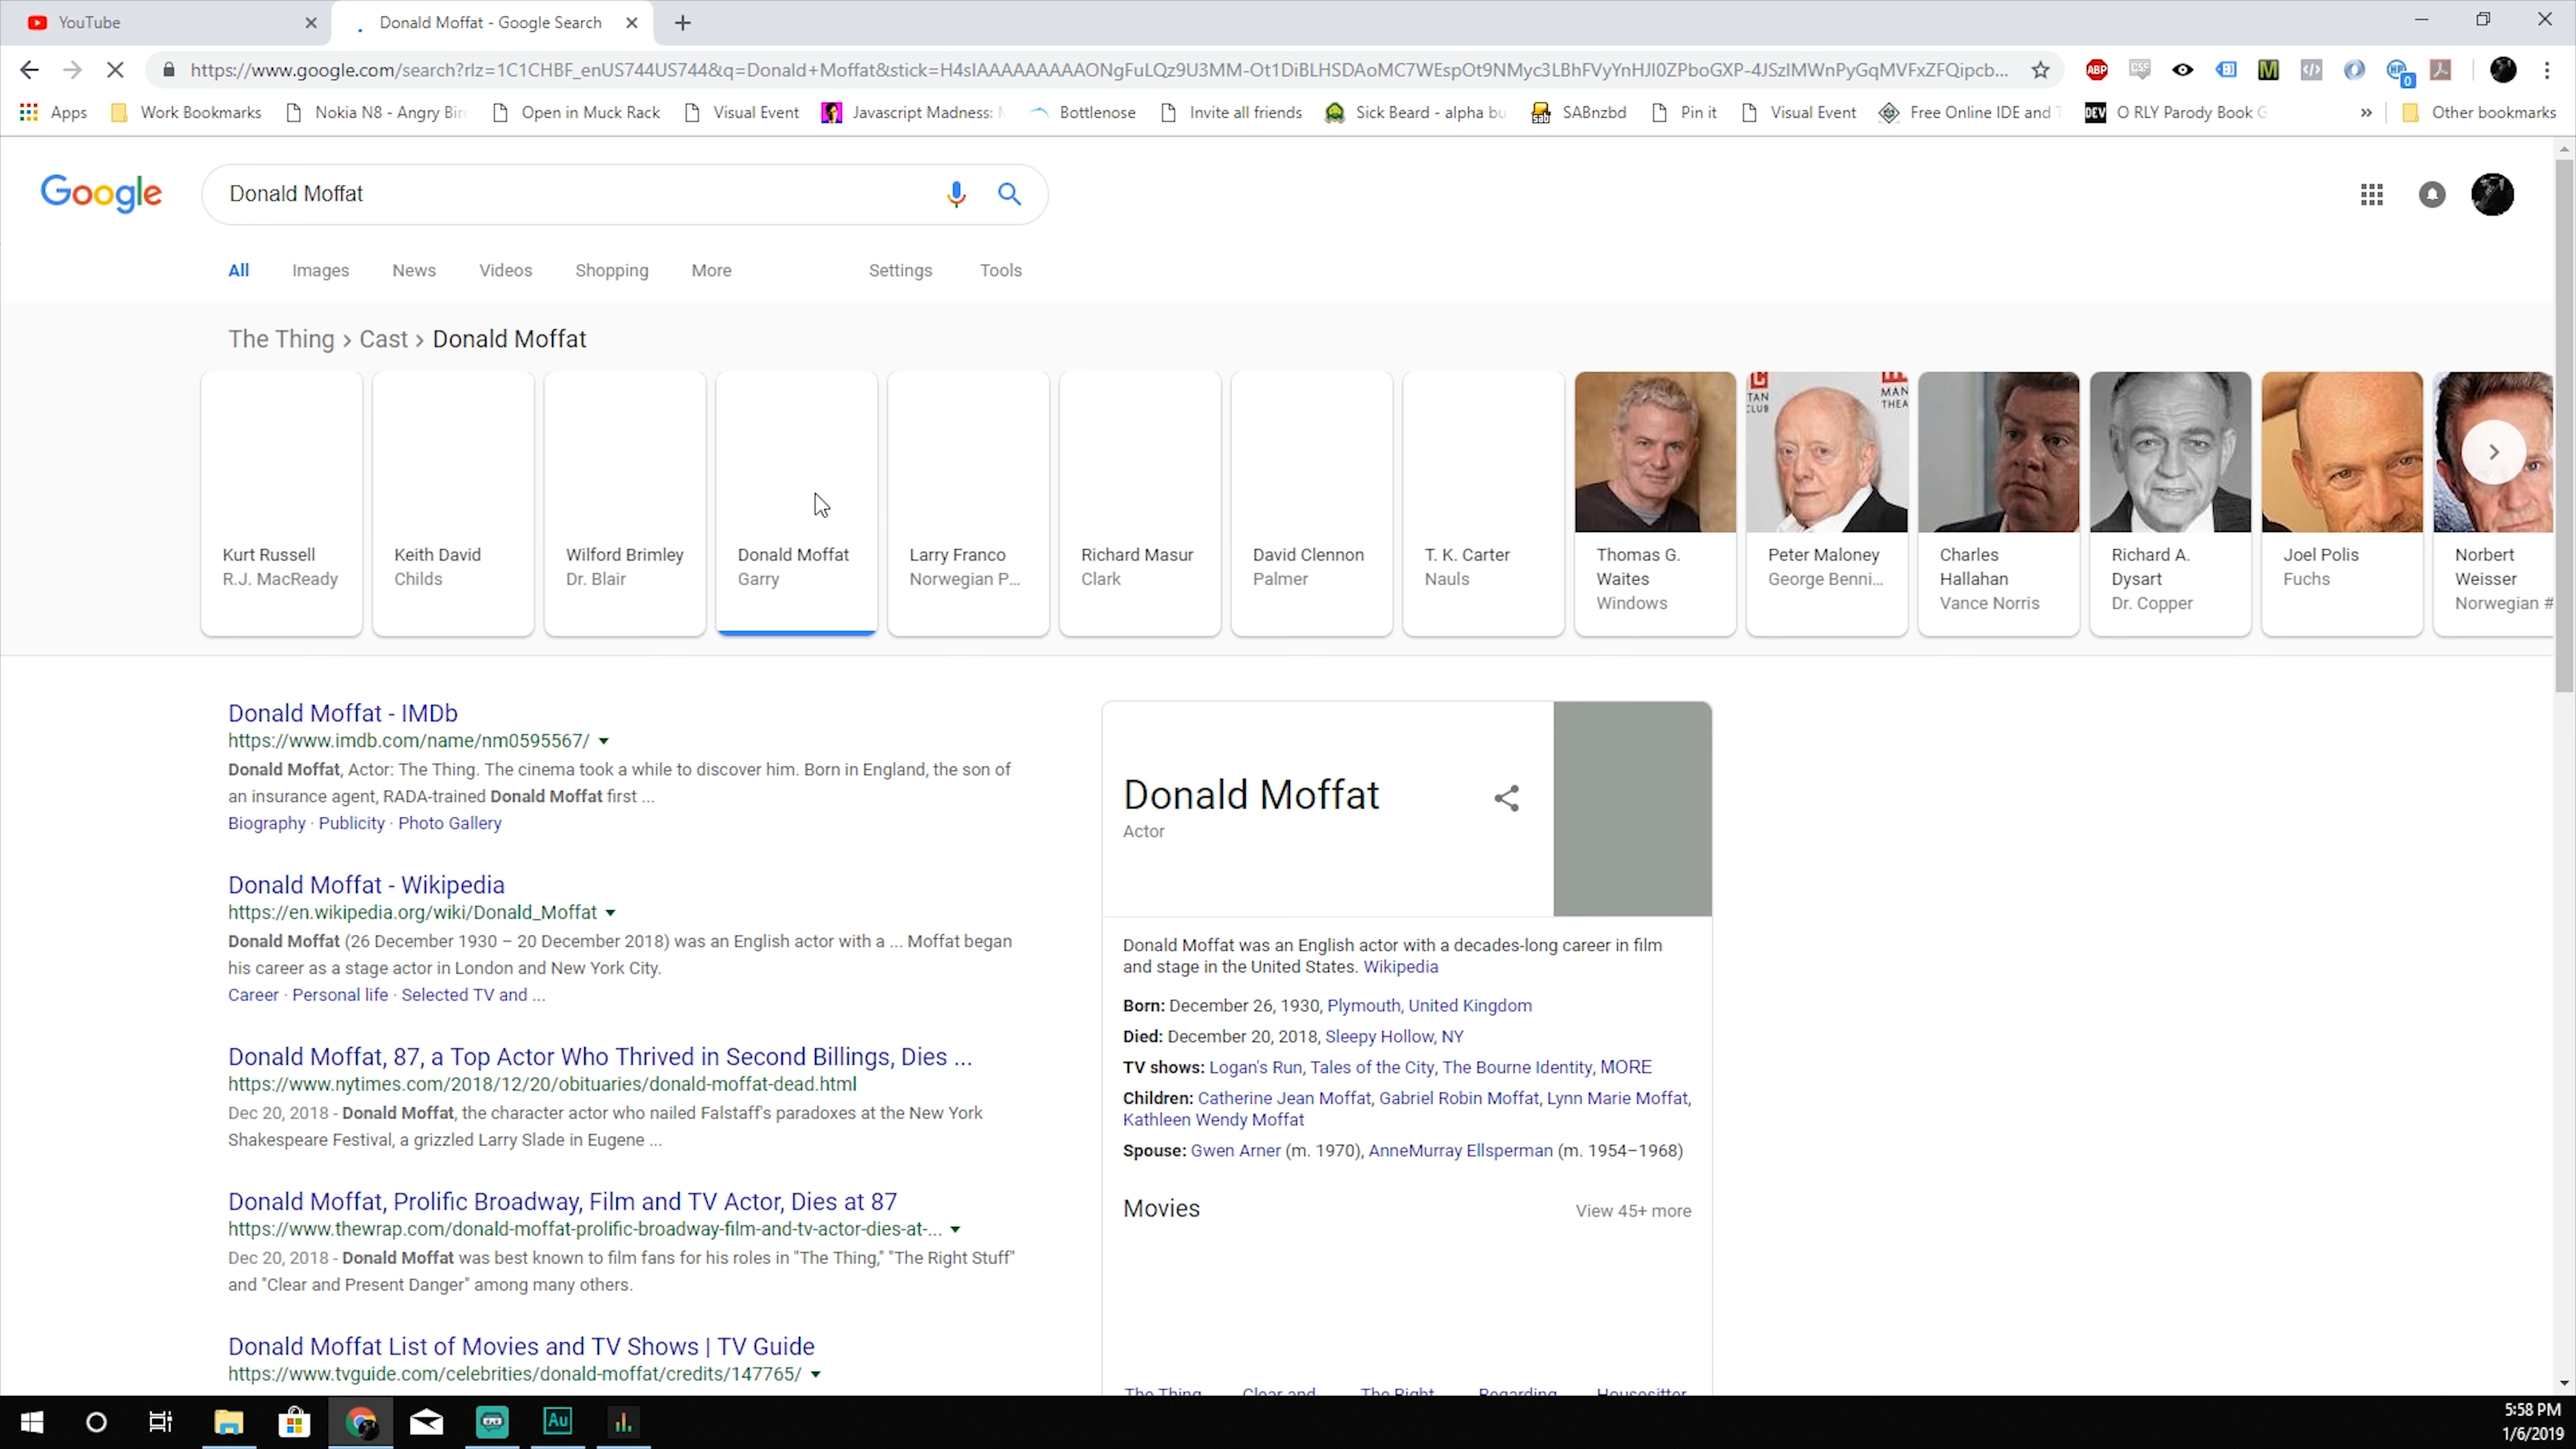 YouTube
Donald Moffat - Google Search
https://www.google.com/search?rlz=1C1CHBF_enUS744US744&q=Donald+Moffat&stick=
Apps
Work Bookmarks
Nokia N8 - Angry Bir
Open in Muck Rack
Visual Event
Javascript Madness:
Bottlenose
Invite all friends
Sick Beard - alpha bu
SABnzbd
Pin it
Visual Event
Free Online IDE and
DEV
O RLY Parody Book
Other bookmarks
ABP
CSS
M
0
Google
Donald Moffat
All Images News Videos Shopping More Settings Tools
The Thing › Cast › Donald Moffat
TAN
CLUB
MAN
THEA
Kurt Russell
R.J. MacReady
Keith David
Childs
Wilford Brimley
Dr. Blair
Donald Moffat
Garry
Larry Franco
Norwegian P...
Richard Masur
Clark
David Clennon
Palmer
T. K. Carter
Nauls
Thomas G.
Waites
Windows
Peter Maloney
George Benni...
Charles
Hallahan
Vance Norris
Richard A.
Dysart
Dr. Copper
Joel Polis
Fuchs
Norbert
Weisser
Norwegian #
Donald Moffat - IMDb
https://www.imdb.com/name/nm0595567/
Donald Moffat, Actor: The Thing. The cinema took a while to discover him. Born in England, the son of
an insurance agent, RADA-trained Donald Moffat first ...
Biography · Publicity · Photo Gallery
Donald Moffat - Wikipedia
https://en.wikipedia.org/wiki/Donald_Moffat
Donald Moffat (26 December 1930 – 20 December 2018) was an English actor with a ... Moffat began
his career as a stage actor in London and New York City.
Career · Personal life · Selected TV and ...
Donald Moffat, 87, a Top Actor Who Thrived in Second Billings, Dies ...
https://www.nytimes.com/2018/12/20/obituaries/donald-moffat-dead.html
Dec 20, 2018 - Donald Moffat, the character actor who nailed Falstaff's paradoxes at the New York
Shakespeare Festival, a grizzled Larry Slade in Eugene ...
Donald Moffat, Prolific Broadway, Film and TV Actor, Dies at 87
https://www.thewrap.com/donald-moffat-prolific-broadway-film-and-tv-actor-dies-at-...
Dec 20, 2018 - Donald Moffat was best known to film fans for his roles in "The Thing," "The Right Stuff"
and "Clear and Present Danger" among many others.
Donald Moffat List of Movies and TV Shows | TV Guide
https://www.tvguide.com/celebrities/donald-moffat/credits/147765/
Donald Moffat
Actor
Donald Moffat was an English actor with a decades-long career in film
and stage in the United States. Wikipedia
Born: December 26, 1930, Plymouth, United Kingdom
Died: December 20, 2018, Sleepy Hollow, NY
TV shows: Logan's Run, Tales of the City, The Bourne Identity, MORE
Children: Catherine Jean Moffat, Gabriel Robin Moffat, Lynn Marie Moffat,
Kathleen Wendy Moffat
Spouse: Gwen Arner (m. 1970), AnneMurray Ellsperman (m. 1954–1968)
Movies
View 45+ more
The Thing Clear and The Right Regarding Housesitter
Au
5:58 PM
1/6/2019